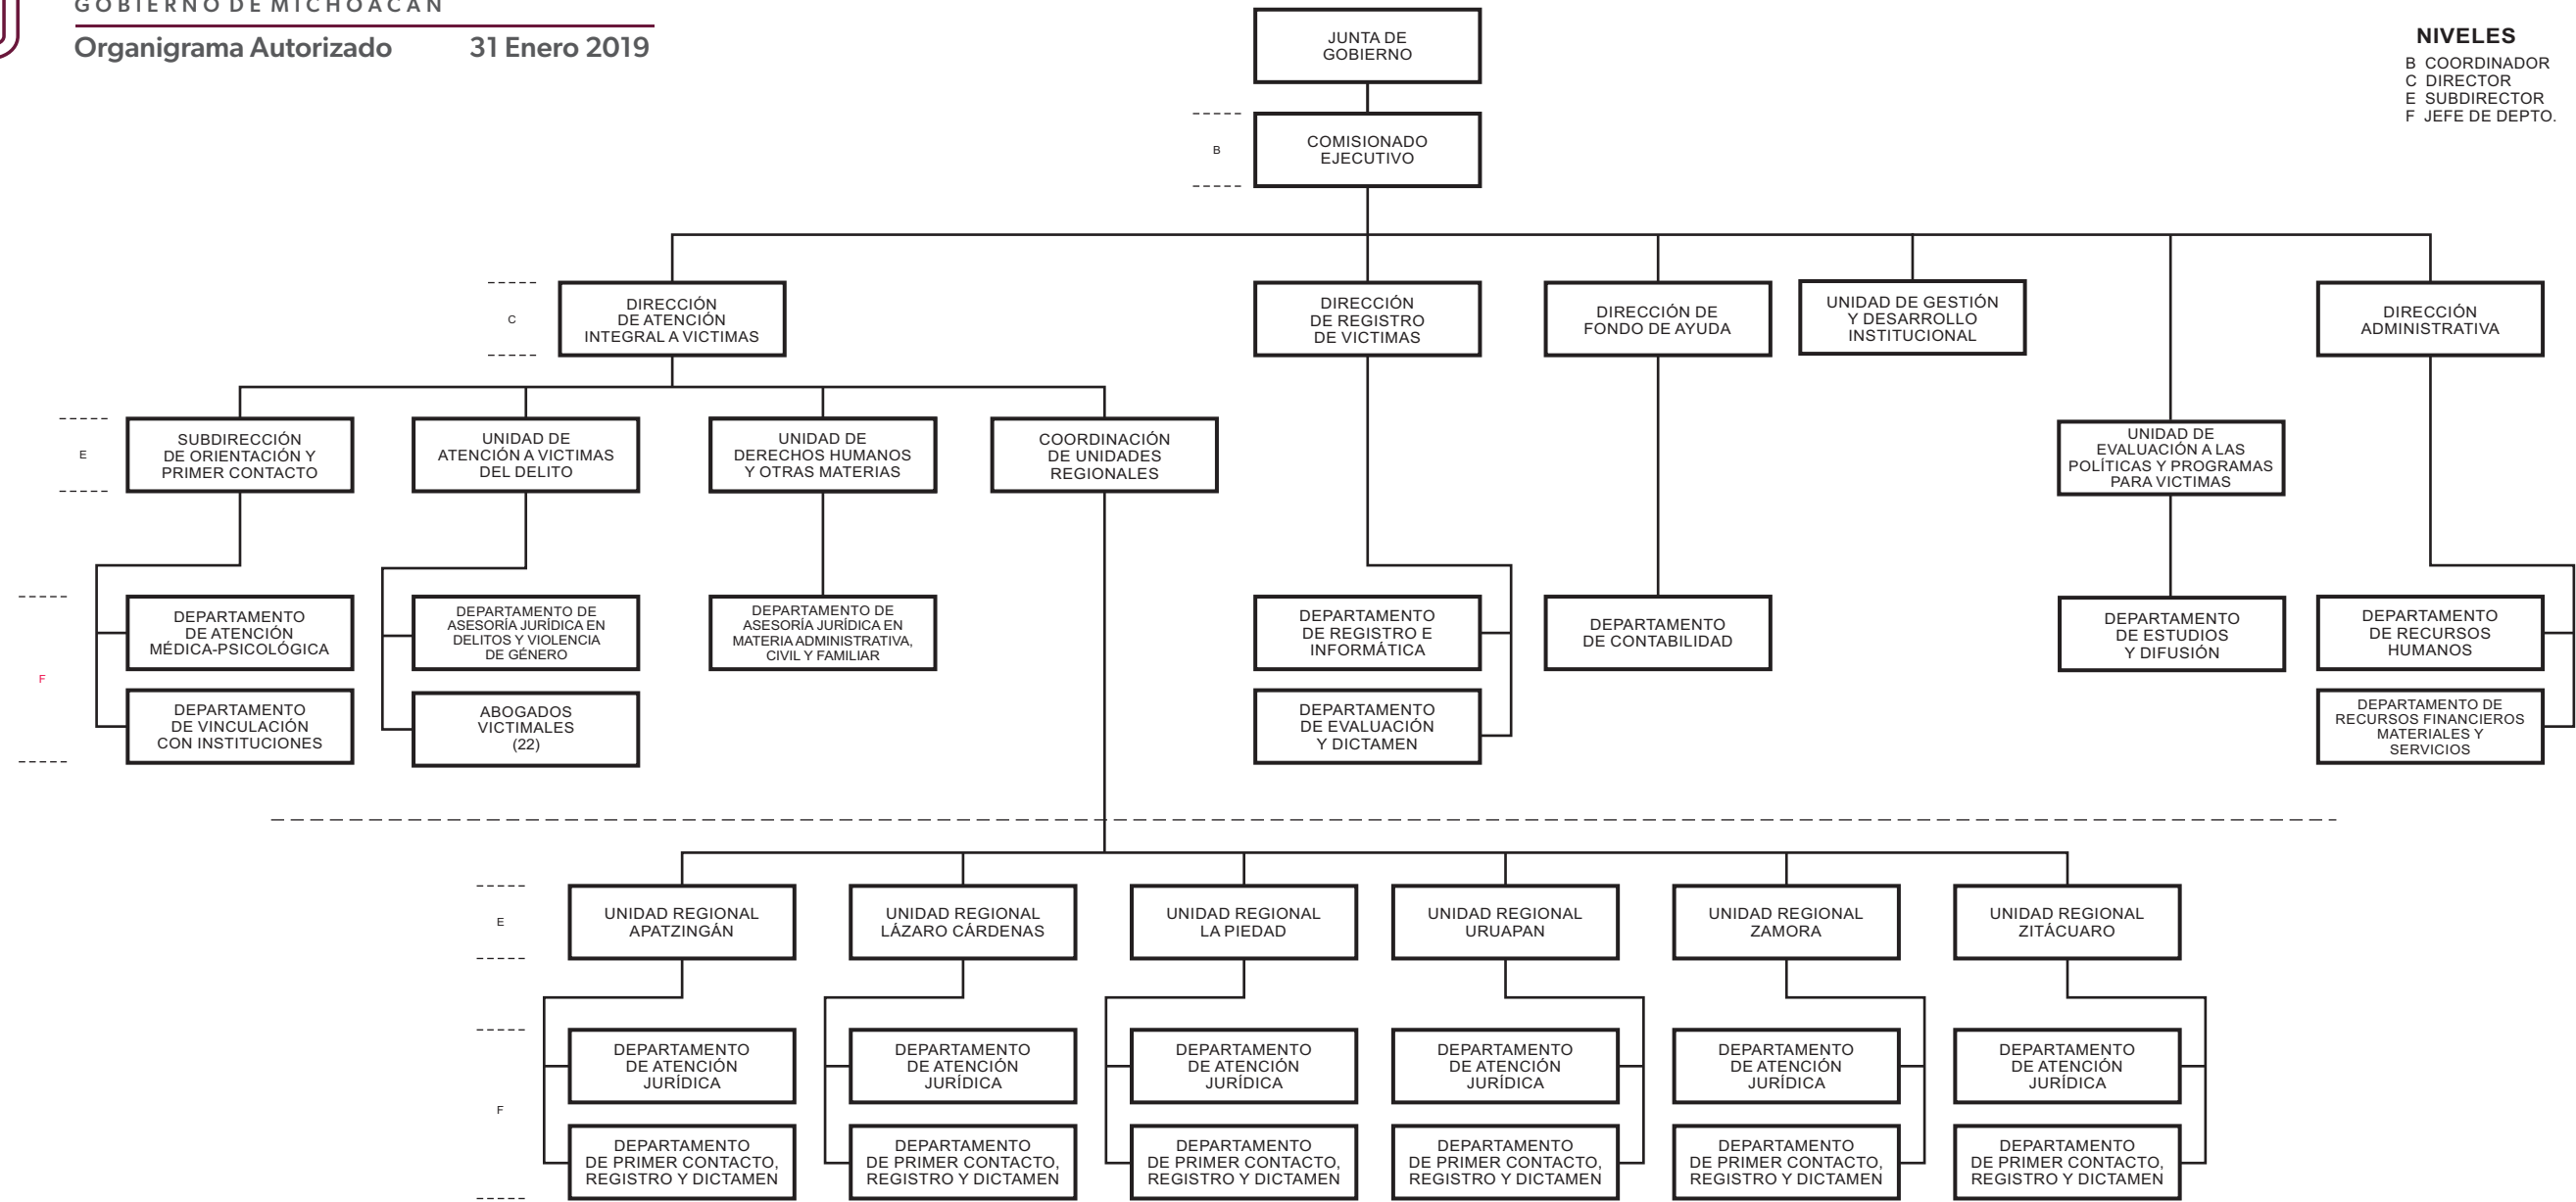 GOBIERNO DE MICHOACÁN
Organigrama Autorizado 31 Enero 2019
NIVELES
B COORDINADOR
C DIRECTOR
E SUBDIRECTOR
F JEFE DE DEPTO.
JUNTA DE
GOBIERNO
B
COMISIONADO
EJECUTIVO
C
DIRECCIÓN
DE ATENCIÓN
INTEGRAL A VICTIMAS
DIRECCIÓN
DE REGISTRO
DE VICTIMAS
DIRECCIÓN DE
FONDO DE AYUDA
UNIDAD DE GESTIÓN
Y DESARROLLO
INSTITUCIONAL
DIRECCIÓN
ADMINISTRATIVA
E
SUBDIRECCIÓN
DE ORIENTACIÓN Y
PRIMER CONTACTO
UNIDAD DE
ATENCIÓN A VICTIMAS
DEL DELITO
UNIDAD DE
DERECHOS HUMANOS
Y OTRAS MATERIAS
COORDINACIÓN
DE UNIDADES
REGIONALES
UNIDAD DE
EVALUACIÓN A LAS
POLÍTICAS Y PROGRAMAS
PARA VICTIMAS
F
DEPARTAMENTO
DE ATENCIÓN
MÉDICA-PSICOLÓGICA
DEPARTAMENTO DE
ASESORÍA JURÍDICA EN
DELITOS Y VIOLENCIA
DE GÉNERO
DEPARTAMENTO DE
ASESORÍA JURÍDICA EN
MATERIA ADMINISTRATIVA,
CIVIL Y FAMILIAR
DEPARTAMENTO
DE REGISTRO E
INFORMÁTICA
DEPARTAMENTO
DE CONTABILIDAD
DEPARTAMENTO
DE ESTUDIOS
Y DIFUSIÓN
DEPARTAMENTO
DE RECURSOS
HUMANOS
DEPARTAMENTO
DE VINCULACIÓN
CON INSTITUCIONES
ABOGADOS
VICTIMALES
(22)
DEPARTAMENTO
DE EVALUACIÓN
Y DICTAMEN
DEPARTAMENTO DE
RECURSOS FINANCIEROS
MATERIALES Y
SERVICIOS
E
UNIDAD REGIONAL
APATZINGÁN
UNIDAD REGIONAL
LÁZARO CÁRDENAS
UNIDAD REGIONAL
LA PIEDAD
UNIDAD REGIONAL
URUAPAN
UNIDAD REGIONAL
ZAMORA
UNIDAD REGIONAL
ZITÁCUARO
F
DEPARTAMENTO
DE ATENCIÓN
JURÍDICA
DEPARTAMENTO
DE ATENCIÓN
JURÍDICA
DEPARTAMENTO
DE ATENCIÓN
JURÍDICA
DEPARTAMENTO
DE ATENCIÓN
JURÍDICA
DEPARTAMENTO
DE ATENCIÓN
JURÍDICA
DEPARTAMENTO
DE ATENCIÓN
JURÍDICA
DEPARTAMENTO
DE PRIMER CONTACTO,
REGISTRO Y DICTAMEN
DEPARTAMENTO
DE PRIMER CONTACTO,
REGISTRO Y DICTAMEN
DEPARTAMENTO
DE PRIMER CONTACTO,
REGISTRO Y DICTAMEN
DEPARTAMENTO
DE PRIMER CONTACTO,
REGISTRO Y DICTAMEN
DEPARTAMENTO
DE PRIMER CONTACTO,
REGISTRO Y DICTAMEN
DEPARTAMENTO
DE PRIMER CONTACTO,
REGISTRO Y DICTAMEN